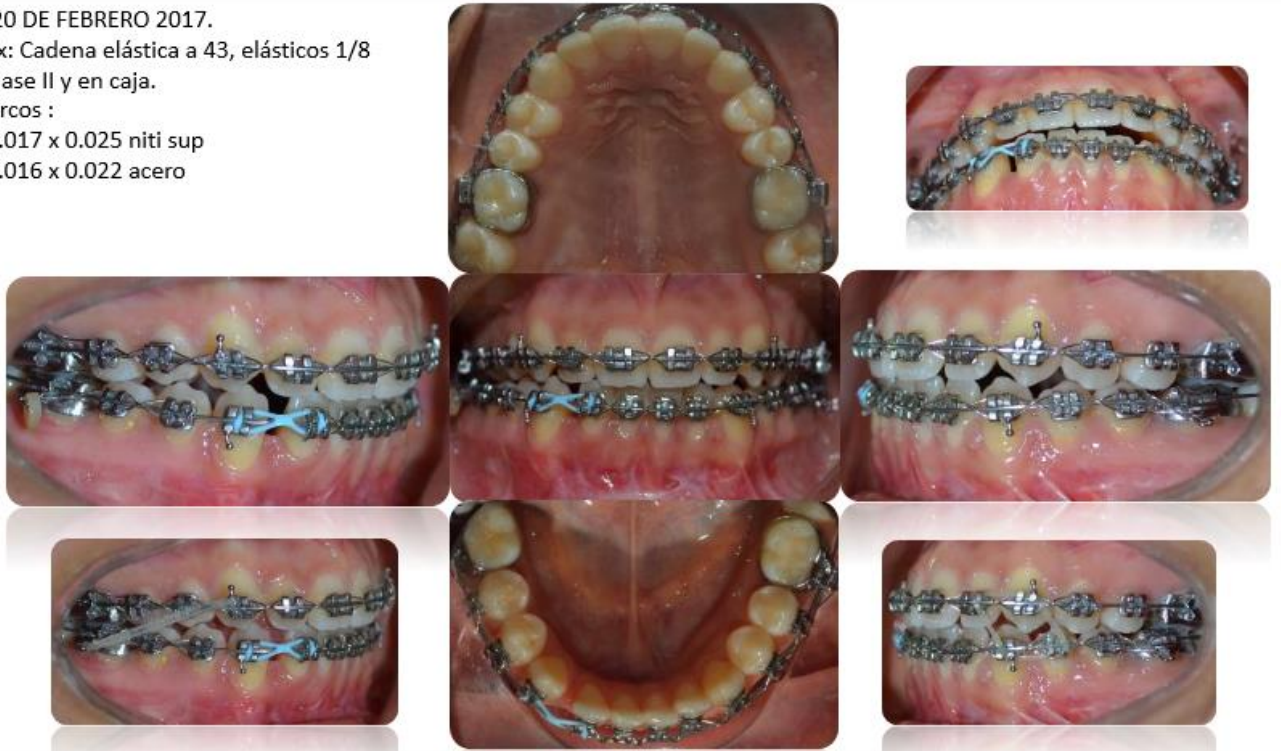 20 DE FEBRERO 2017.
x: Cadena elástica a 43, elásticos 1/8
ase II y en caja.
rcos :
.017 x 0.025 niti sup
.016 x 0.022 acero